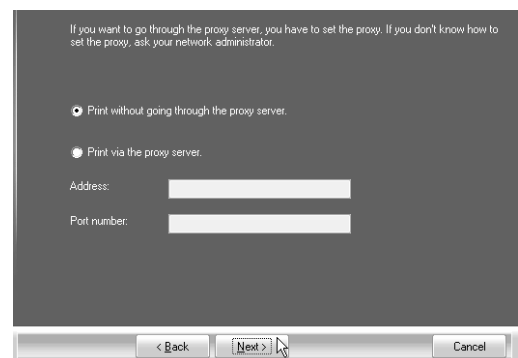 If you want to go through the proxy server, you have to set the proxy. If you don't know how to
set the proxy, ask your network administrator.
Print without going through the proxy server.
Print via the proxy server.
Address:
Port number:
< Back
Next >
Cancel